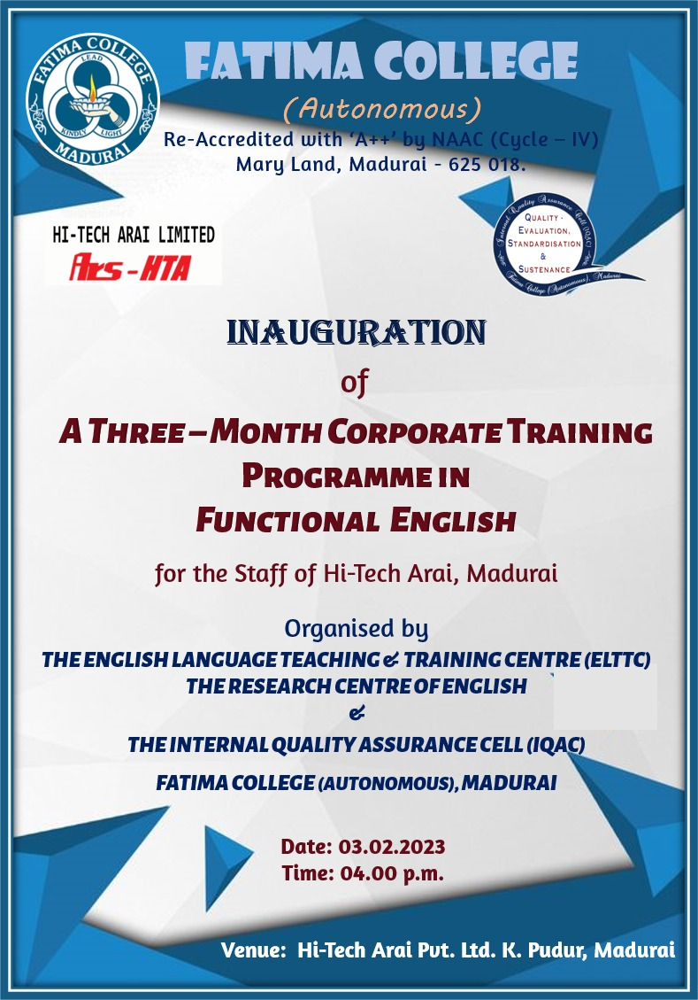 FATIMA COLLEGE
LEAD
KINDLY LIGHT
MADURAI
FATIMA COLLEGE
(Autonomous)
Re-Accredited with ‘A++’ by NAAC (Cycle – IV)
Mary Land, Madurai - 625 018.
HI-TECH ARAI LIMITED
Ars - HTA
Internal Quality Assurance Cell (IQAC)
QUALITY -
EVALUATION,
STANDARDISATION
&
SUSTENANCE
Fatima College (Autonomous), Madurai
INAUGURATION
of
A THREE – MONTH CORPORATE TRAINING
PROGRAMME IN
FUNCTIONAL ENGLISH
for the Staff of Hi-Tech Arai, Madurai
Organised by
THE ENGLISH LANGUAGE TEACHING & TRAINING CENTRE (ELTTC)
THE RESEARCH CENTRE OF ENGLISH
&
THE INTERNAL QUALITY ASSURANCE CELL (IQAC)
FATIMA COLLEGE (AUTONOMOUS), MADURAI
Date: 03.02.2023
Time: 04.00 p.m.
Venue: Hi-Tech Arai Pvt. Ltd. K. Pudur, Madurai